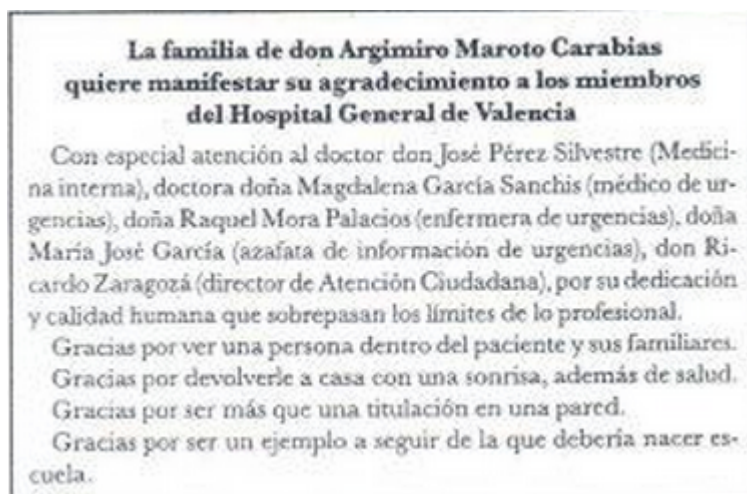 La familia de don Argimiro Maroto Carabias
quiere manifestar su agradecimiento a los miembros
del Hospital General de Valencia
Con especial atención al doctor don José Pérez Silvestre (Medici-
na interna), doctora doña Magdalena García Sanchis (médico de ur-
gencias), doña Raquel Mora Palacios (enfermera de urgencias), doña
María José García (azafata de información de urgencias), don Ri-
cardo Zaragozá (director de Atención Ciudadana), por su dedicación
y calidad humana que sobrepasan los límites de lo profesional.
Gracias por ver una persona dentro del paciente y sus familiares.
Gracias por devolverle a casa con una sonrisa, además de salud.
Gracias por ser más que una titulación en una pared.
Gracias por ser un ejemplo a seguir de la que debería nacer es-
cuela.